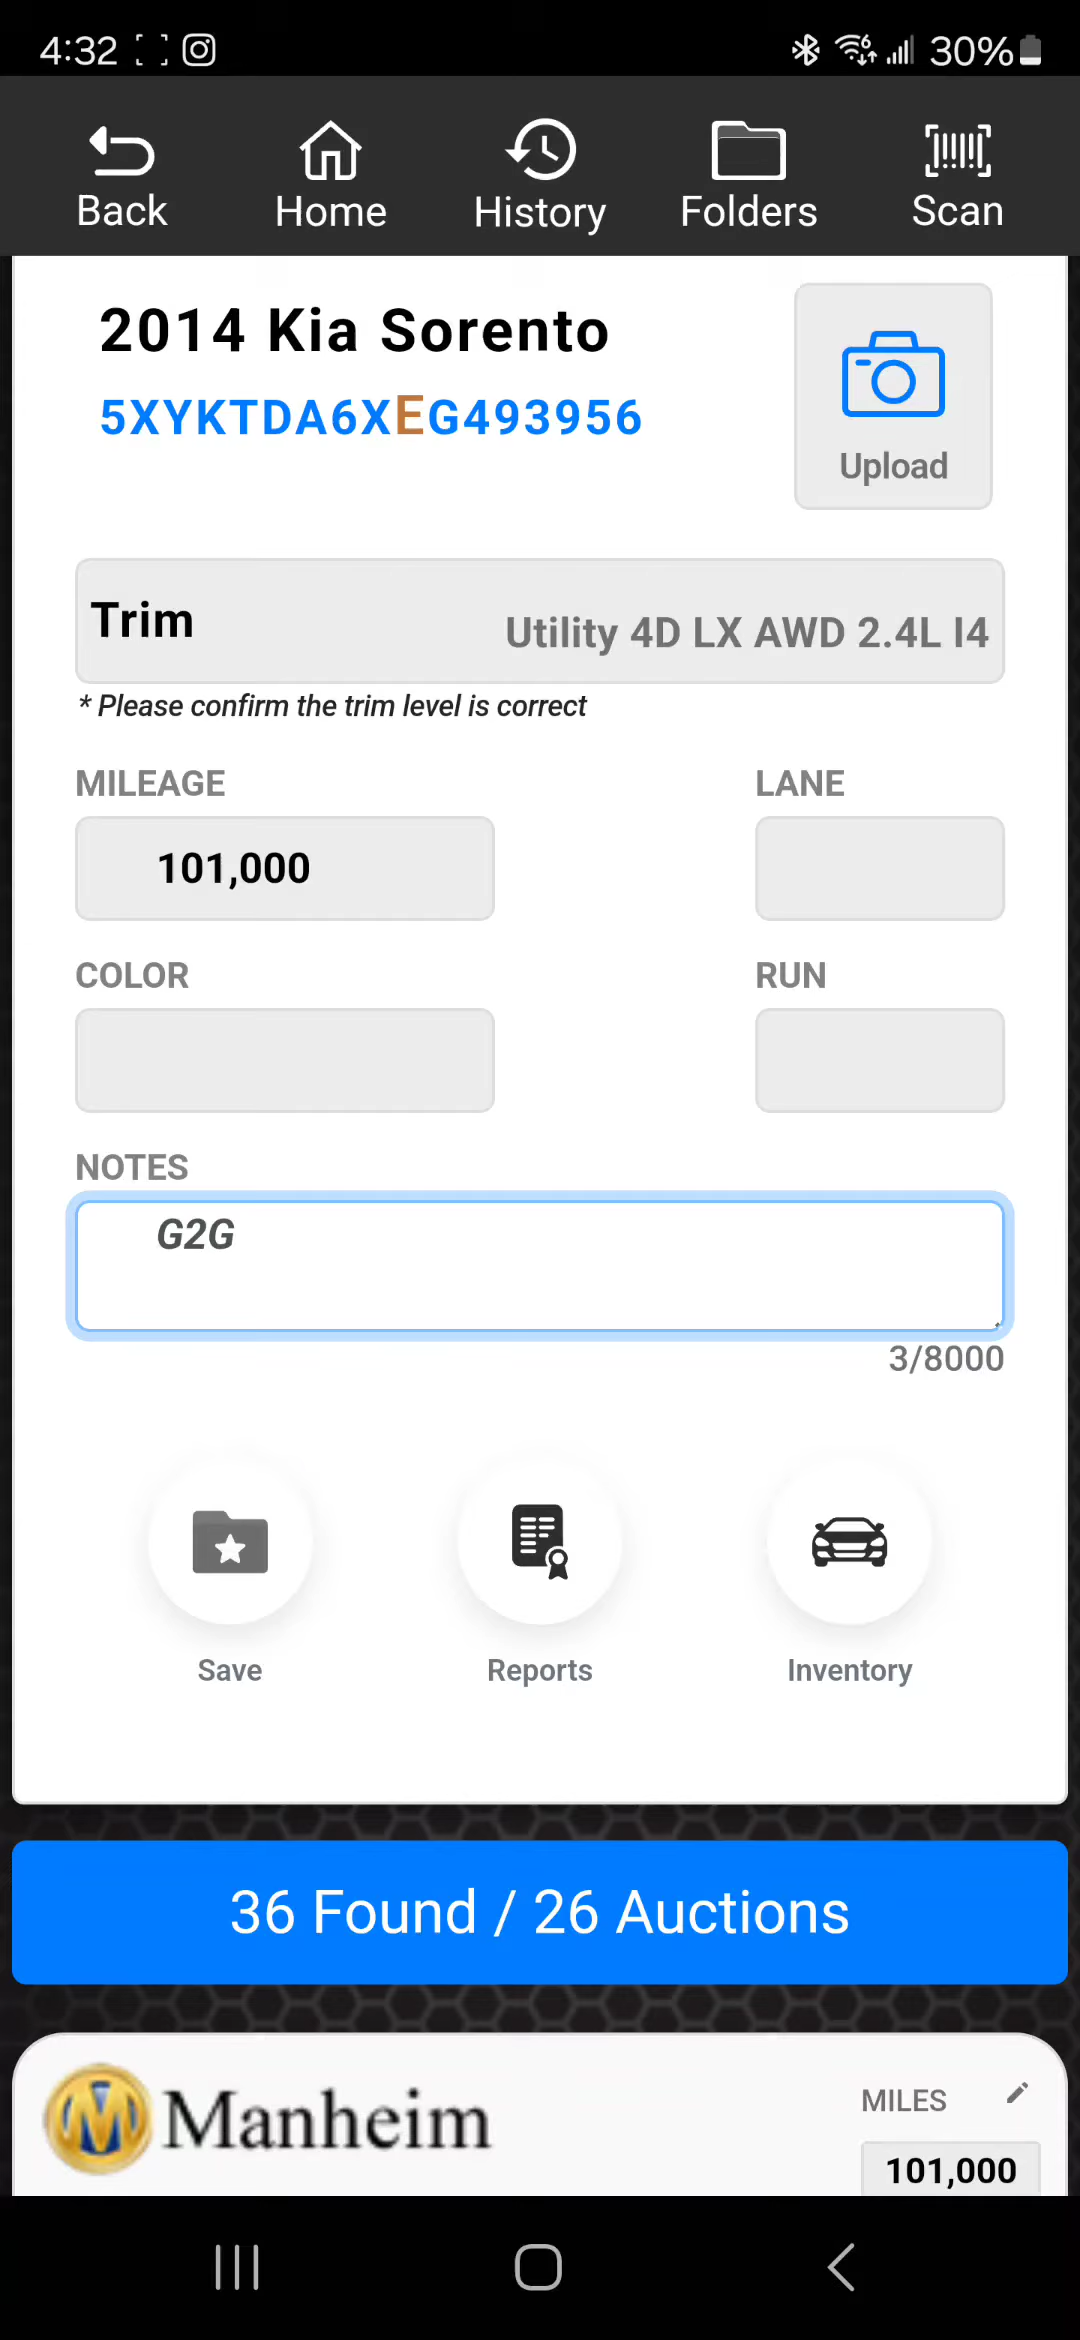 4:32 30%
Back Home History Folders Scan
2014 Kia Sorento
5XYKTDA6XEG493956
Upload
Trim Utility 4D LX AWD 2.4L I4
* Please confirm the trim level is correct
MILEAGE LANE
101,000
COLOR RUN
NOTES
G2G
3/8000
Save Reports Inventory
36 Found / 26 Auctions
Manheim MILES
101,000